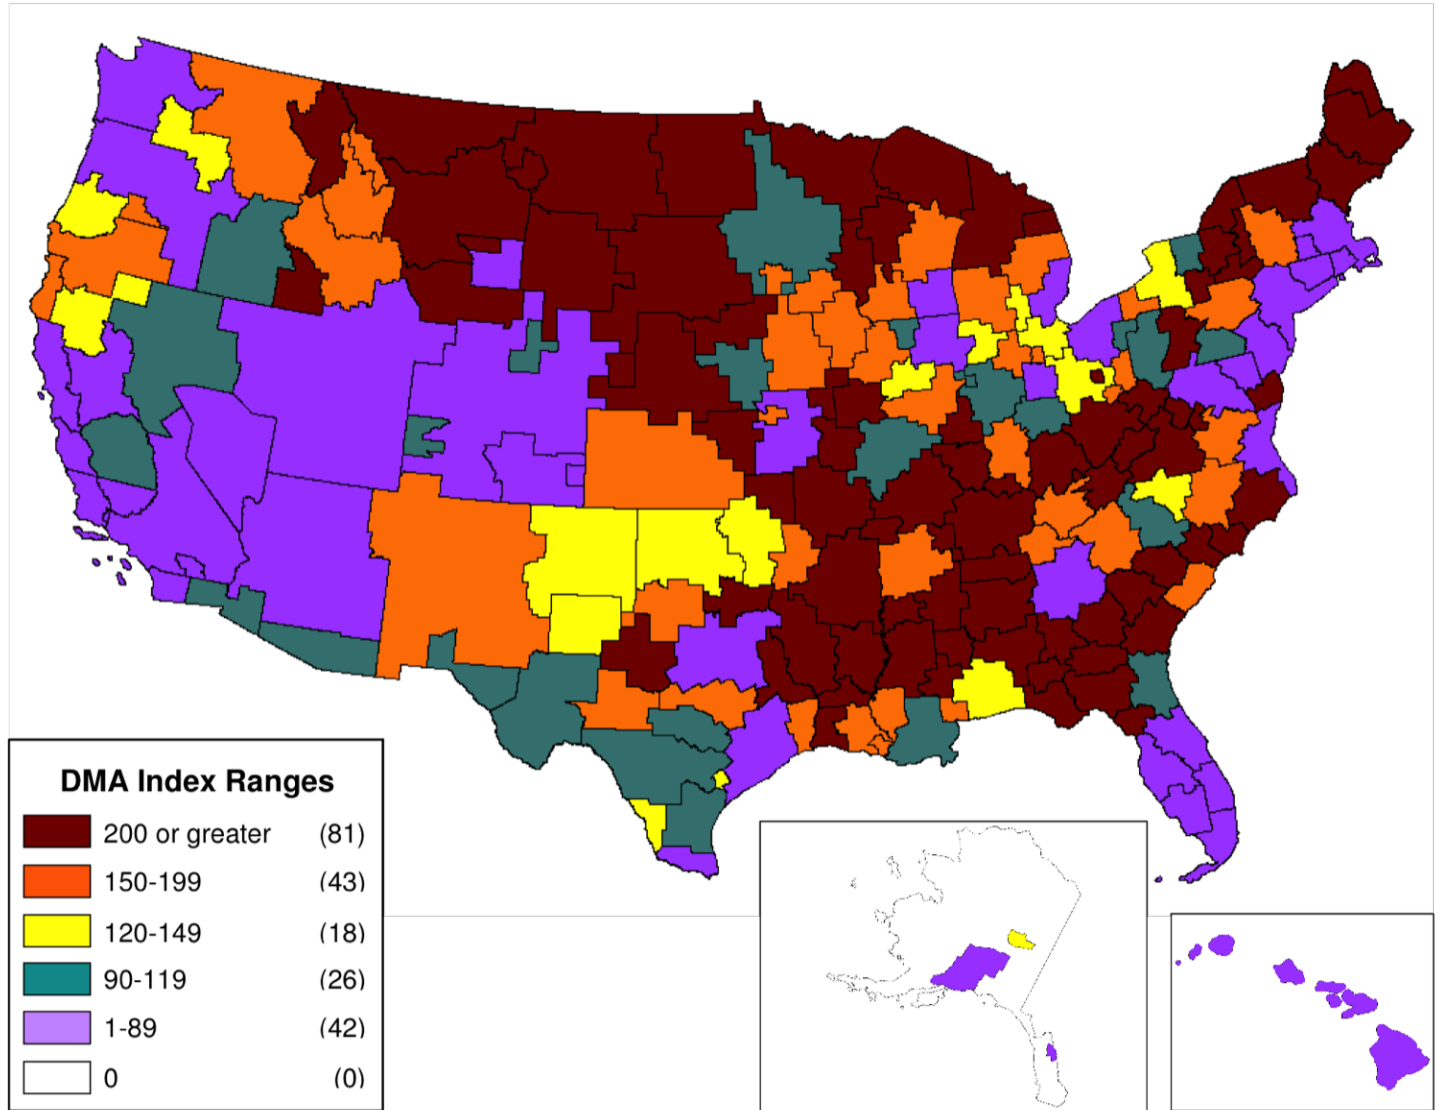 DMA Index Ranges
200 or greater (81)
150-199 (43)
120-149 (18)
90-119 (26)
1-89 (42)
0 (0)